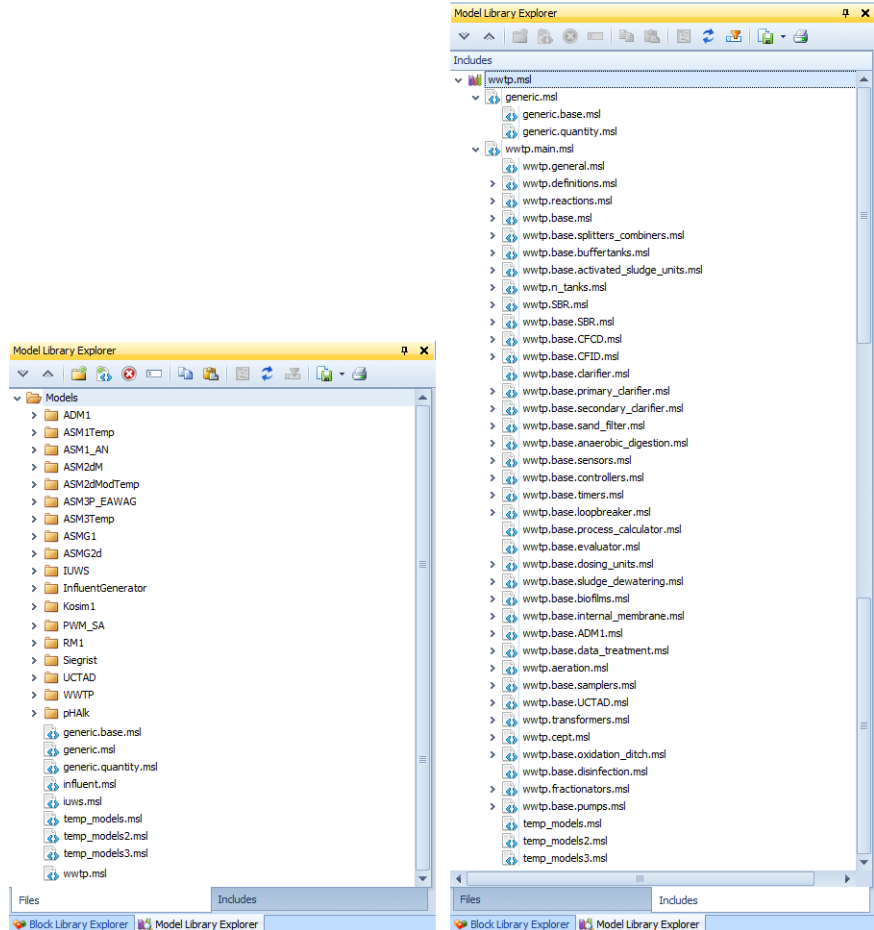 Model Library Explorer
Models
ADM1
ASM1Temp
ASM1_AN
ASM2dM
ASM2dModTemp
ASM3P_EAWAG
ASM3Temp
ASMG1
ASMG2d
IUWS
InfluentGenerator
Kosim1
PWM_SA
RM1
Siegrist
UCTAD
WWTP
pHAlk
generic.base.msl
generic.msl
generic.quantity.msl
influent.msl
iuws.msl
temp_models.msl
temp_models2.msl
temp_models3.msl
wwtp.msl
Files Includes
Block Library Explorer Model Library Explorer
Model Library Explorer
Includes
wwtp.msl
generic.msl
generic.base.msl
generic.quantity.msl
wwtp.main.msl
wwtp.general.msl
wwtp.definitions.msl
wwtp.reactions.msl
wwtp.base.msl
wwtp.base.splitters_combiners.msl
wwtp.base.buffertanks.msl
wwtp.base.activated_sludge_units.msl
wwtp.n_tanks.msl
wwtp.SBR.msl
wwtp.base.SBR.msl
wwtp.base.CFCD.msl
wwtp.base.CFID.msl
wwtp.base.clarifier.msl
wwtp.base.primary_clarifier.msl
wwtp.base.secondary_clarifier.msl
wwtp.base.sand_filter.msl
wwtp.base.anaerobic_digestion.msl
wwtp.base.sensors.msl
wwtp.base.controllers.msl
wwtp.base.timers.msl
wwtp.base.loopbreaker.msl
wwtp.base.process_calculator.msl
wwtp.base.evaluator.msl
wwtp.base.dosing_units.msl
wwtp.base.sludge_dewatering.msl
wwtp.base.biofilms.msl
wwtp.base.internal_membrane.msl
wwtp.base.ADM1.msl
wwtp.base.data_treatment.msl
wwtp.aeration.msl
wwtp.base.samplers.msl
wwtp.base.UCTAD.msl
wwtp.transformers.msl
wwtp.cept.msl
wwtp.base.oxidation_ditch.msl
wwtp.base.disinfection.msl
wwtp.fractionators.msl
wwtp.base.pumps.msl
temp_models.msl
temp_models2.msl
temp_models3.msl
Files Includes
Block Library Explorer Model Library Explorer